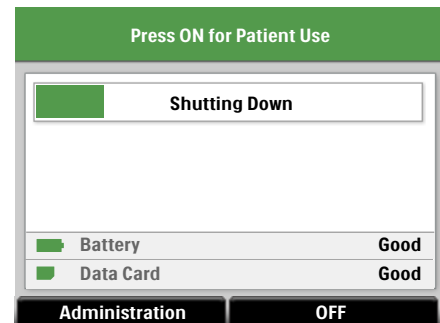 Press ON for Patient Use
Shutting Down
Battery Good
Data Card Good
Administration OFF